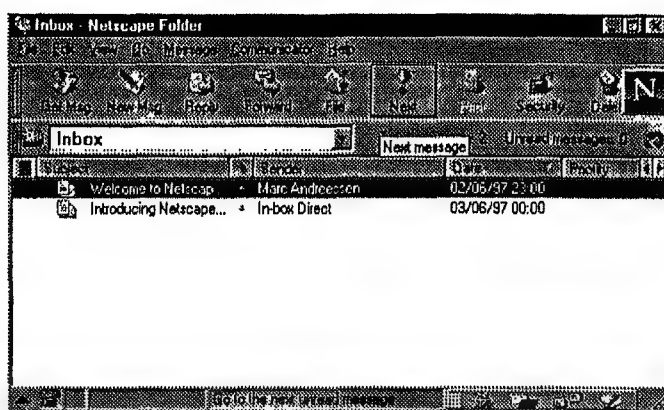 Inbox - Netscape Folder
File Edit View Go Message Communicator Help
Get Msg New Msg Reply Forward File Next Print Security N
Inbox Next message Unread messages: 0
Subject Sender Date Priority
Welcome to Netscap... Marc Andreessen 02/06/97 23:00
Introducing Netscape... In-box Direct 03/06/97 00:00
Go to the next unread message